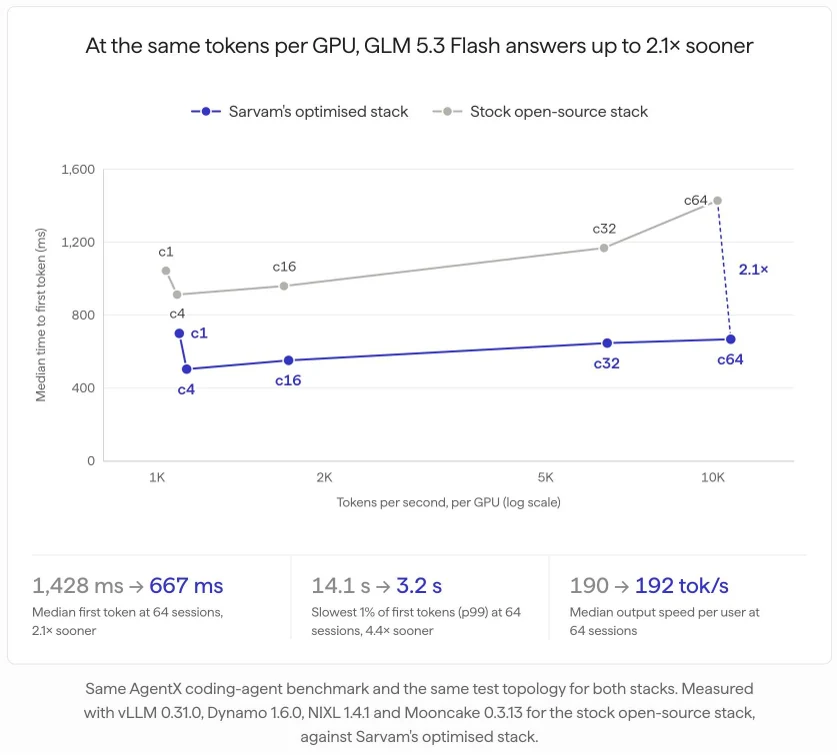 At the same tokens per GPU, GLM 5.3 Flash answers up to 2.1× sooner
Sarvam's optimised stack
Stock open-source stack
Median time to first token (ms)
1,600
1,200
800
400
0
c1
c4
c16
c32
c64
c1
c4
c16
c32
c64
2.1×
1K
2K
5K
10K
Tokens per second, per GPU (log scale)
1,428 ms → 667 ms
Median first token at 64 sessions,
2.1× sooner
14.1 s → 3.2 s
Slowest 1% of first tokens (p99) at 64
sessions, 4.4× sooner
190 → 192 tok/s
Median output speed per user at
64 sessions
Same AgentX coding-agent benchmark and the same test topology for both stacks. Measured
with vLLM 0.31.0, Dynamo 1.6.0, NIXL 1.4.1 and Mooncake 0.3.13 for the stock open-source stack,
against Sarvam's optimised stack.